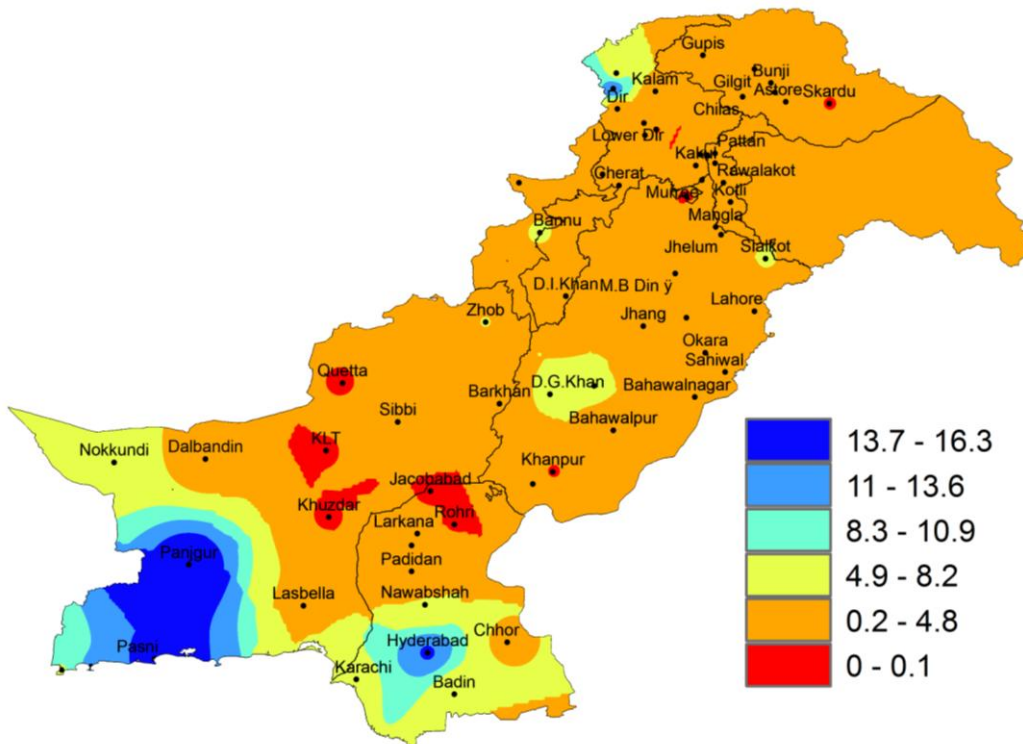 Gupis
Bunji
Kalam
Gilgit
Astore
Skardu
Dir
Chilas
Lower Dir
Pattan
Kakul
Rawalakot
Cherat
Kotli
Mangla
Bannu
Jhelum
Sialkot
D.I.Khan
M.B Din ÿ
Lahore
Zhob
Jhang
Okara
Sahiwal
Quetta
D.G.Khan
Bahawalnagar
Barkhan
Sibbi
Bahawalpur
KLT
Dalbandin
Nokkundi
Khanpur
Jacobabad
Khuzdar
Rohri
Larkana
Padidan
Panjgur
Lasbella
Nawabshah
Chhor
Hyderabad
Pasni
Karachi
Badin
13.7 - 16.3
11 - 13.6
8.3 - 10.9
4.9 - 8.2
0.2 - 4.8
0 - 0.1